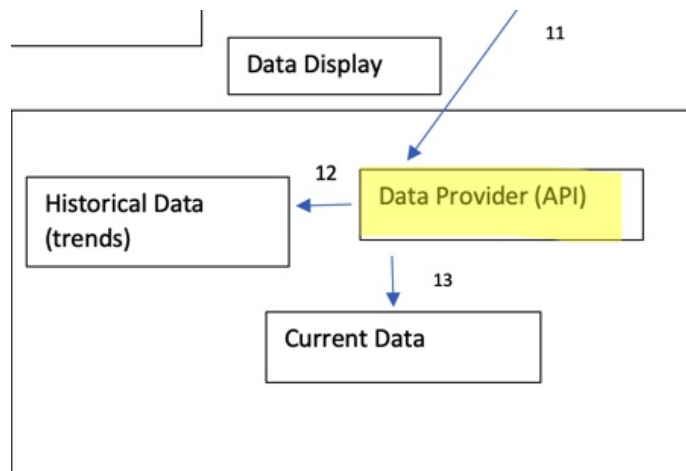 11
Data Display
12
Data Provider (API)
Historical Data
(trends)
13
Current Data